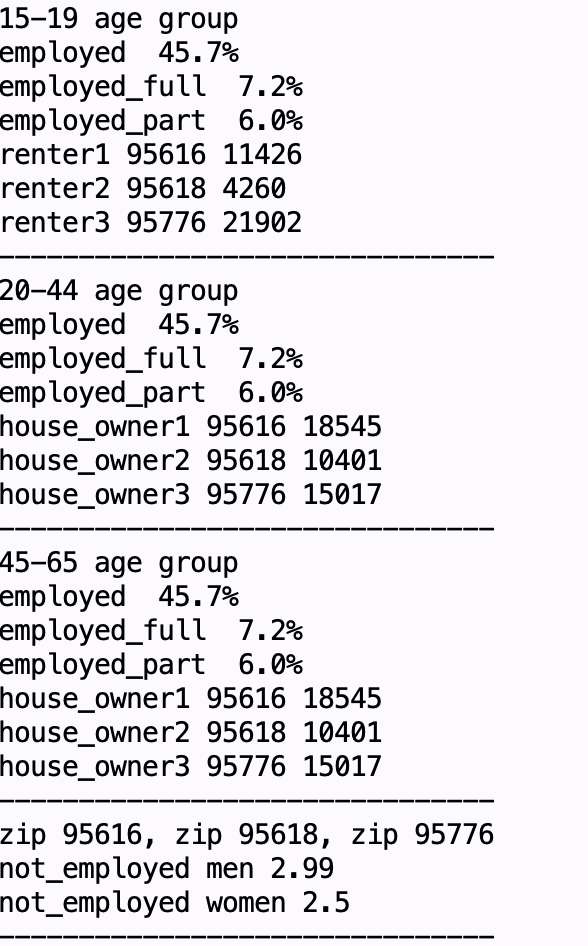 15-19 age group
employed  45.7%
employed_full  7.2%
employed_part  6.0%
renter1 95616 11426
renter2 95618 4260
renter3 95776 21902
-------------------------------
20-44 age group
employed  45.7%
employed_full  7.2%
employed_part  6.0%
house_owner1 95616 18545
house_owner2 95618 10401
house_owner3 95776 15017
-------------------------------
45-65 age group
employed  45.7%
employed_full  7.2%
employed_part  6.0%
house_owner1 95616 18545
house_owner2 95618 10401
house_owner3 95776 15017
-------------------------------
zip 95616, zip 95618, zip 95776
not_employed men 2.99
not_employed women 2.5
-------------------------------